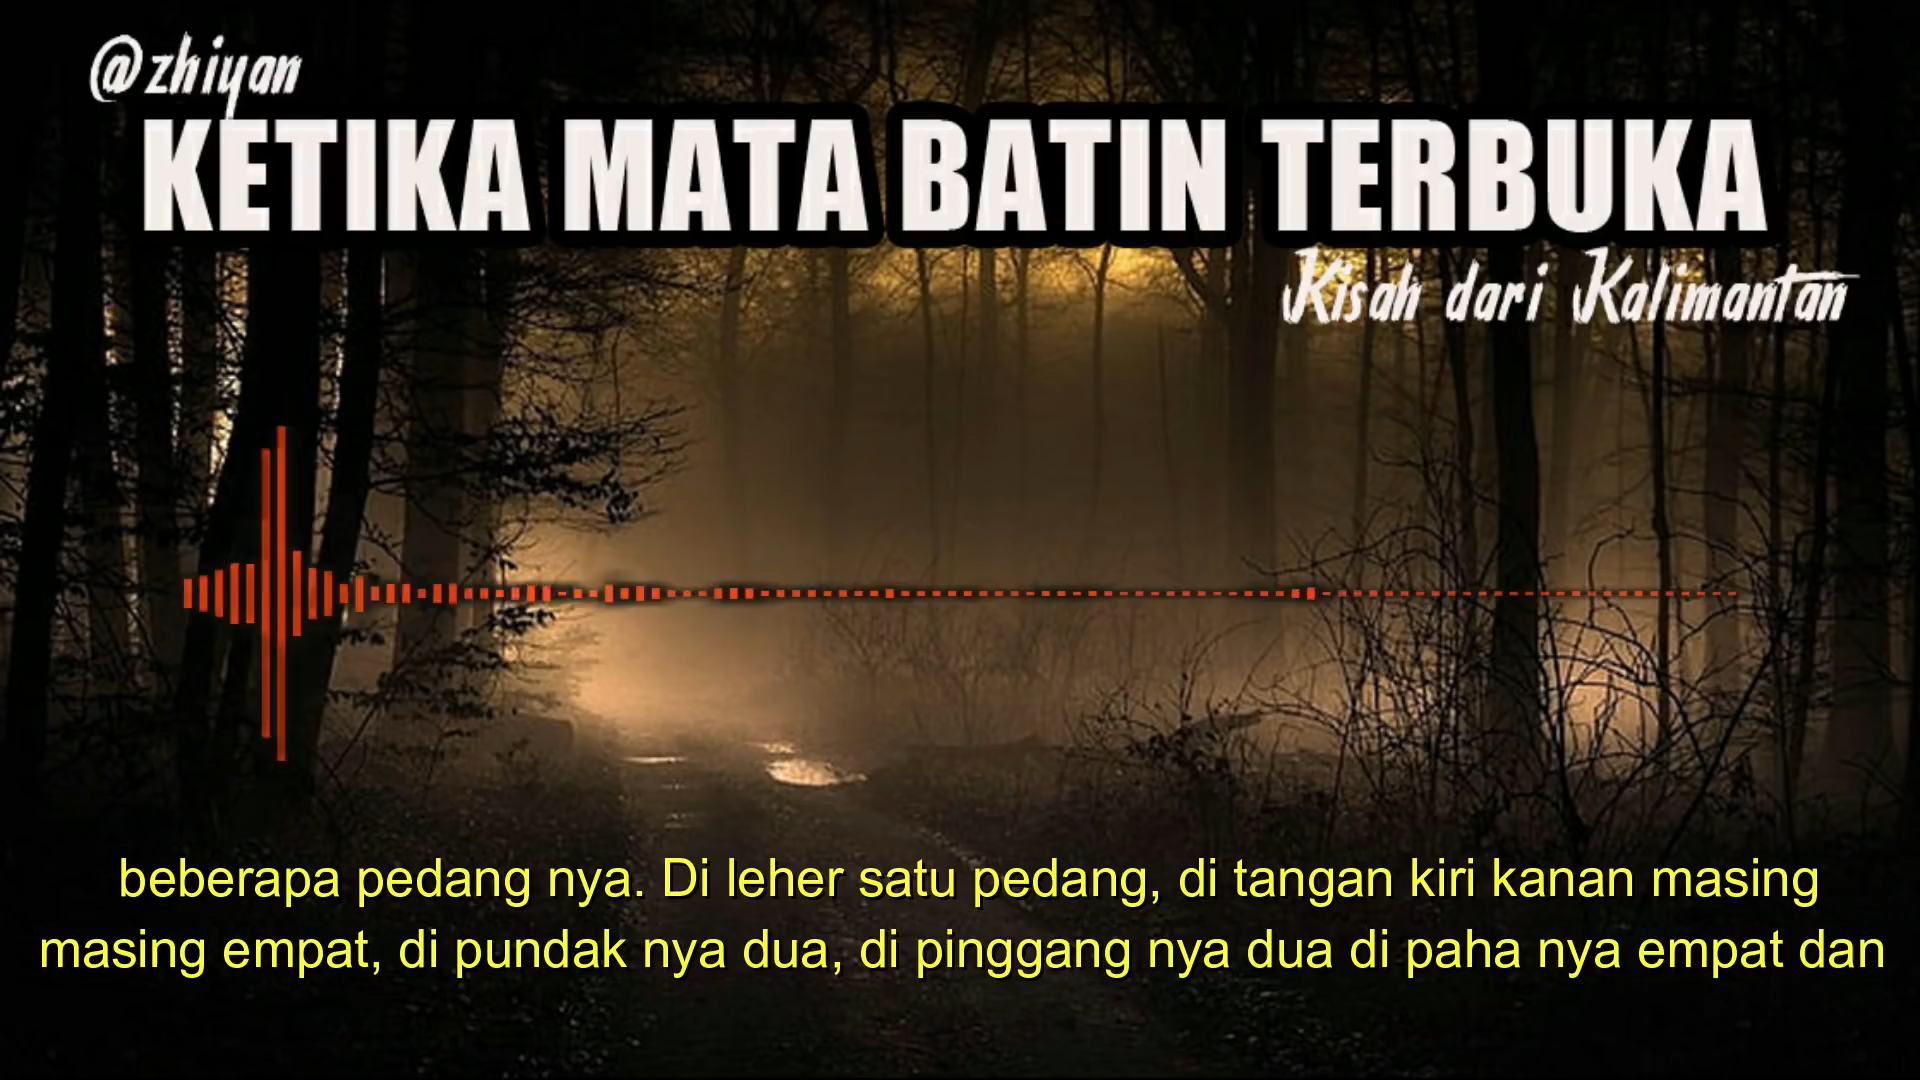 @zhiyan
KETIKA MATA BATIN TERBUKA
Kisah dari Kalimantan
beberapa pedang nya. Di leher satu pedang, di tangan kiri kanan masing
masing empat, di pundak nya dua, di pinggang nya dua di paha nya empat dan